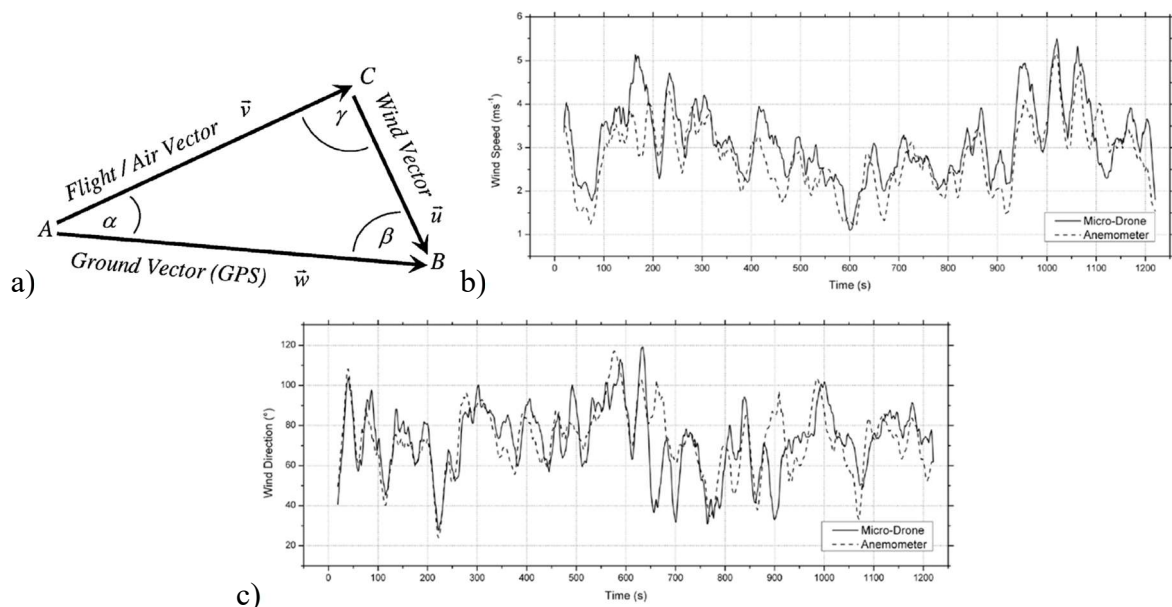 a)
A
Flight / Air Vector v⃗
C
γ
Wind Vector
u⃗
α
β
B
Ground Vector (GPS) w⃗
b)
Wind Speed (ms⁻¹)
6
5
4
3
2
1
0 100 200 300 400 500 600 700 800 900 1000 1100 1200
Time (s)
Micro-Drone
Anemometer
c)
Wind Direction (°)
120
100
80
60
40
20
0 100 200 300 400 500 600 700 800 900 1000 1100 1200
Time (s)
Micro-Drone
Anemometer